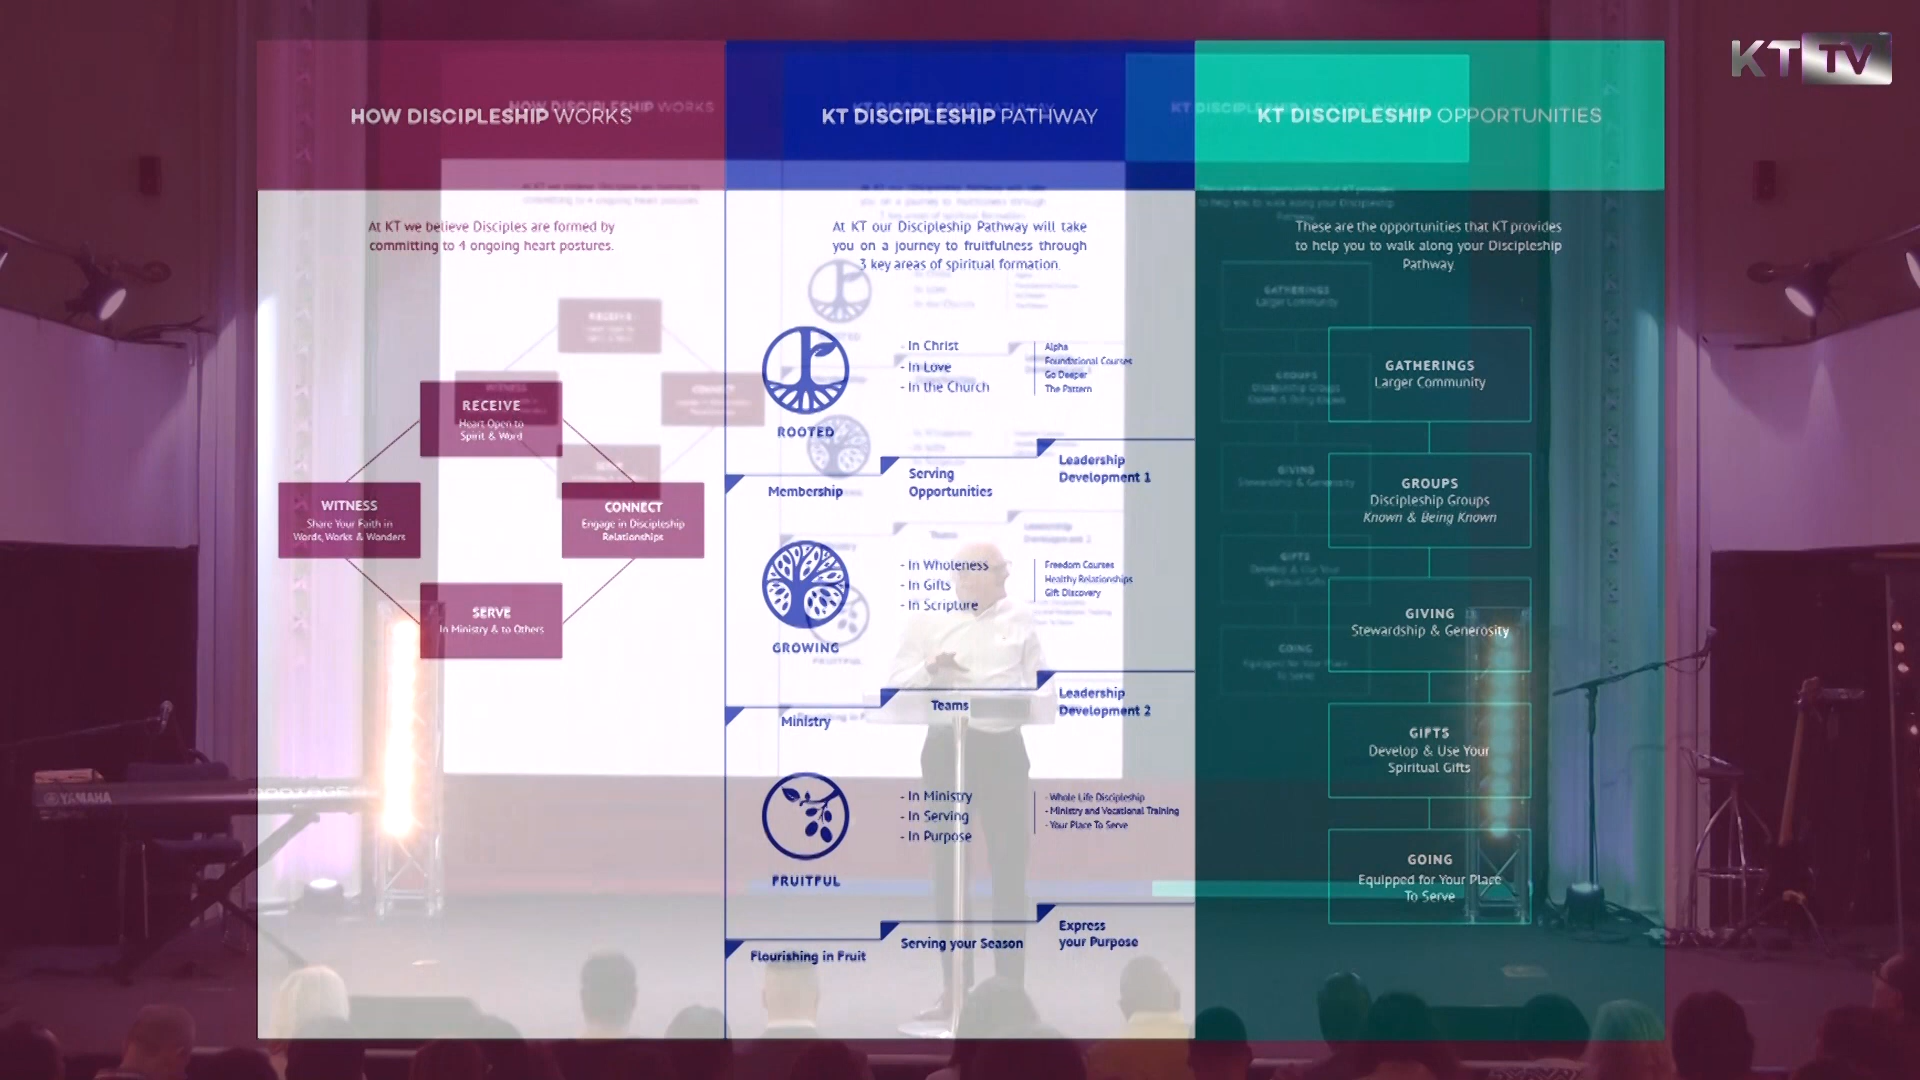 KT TV
HOW DISCIPLESHIP WORKS
At KT we believe Disciples are formed by
committing to 4 ongoing heart postures.
RECEIVE
Heart Open to
Spirit & Word
WITNESS
Share Your Faith in
Words, Works & Wonders
CONNECT
Engage in Discipleship
Relationships
SERVE
In Ministry & to Others
YAMAHA
KT DISCIPLESHIP PATHWAY
At KT our Discipleship Pathway will take
you on a journey to fruitfulness through
3 key areas of spiritual formation.
ROOTED
- In Christ
- In Love
- In the Church
Alpha
Foundational Courses
Go Deeper
The Pattern
Membership
Serving
Opportunities
Leadership
Development 1
GROWING
- In Wholeness
- In Gifts
- In Scripture
Freedom Courses
Healthy Relationships
Gift Discovery
Ministry
Teams
Leadership
Development 2
FRUITFUL
- In Ministry
- In Serving
- In Purpose
- Whole Life Discipleship
- Ministry and Vocational Training
- Your Place To Serve
Flourishing in Fruit
Serving your Season
Express
your Purpose
KT DISCIPLESHIP OPPORTUNITIES
These are the opportunities that KT provides
to help you to walk along your Discipleship
Pathway
GATHERINGS
Larger Community
GROUPS
Discipleship Groups
Known & Being Known
GIVING
Stewardship & Generosity
GIFTS
Develop & Use Your
Spiritual Gifts
GOING
Equipped for Your Place
To Serve